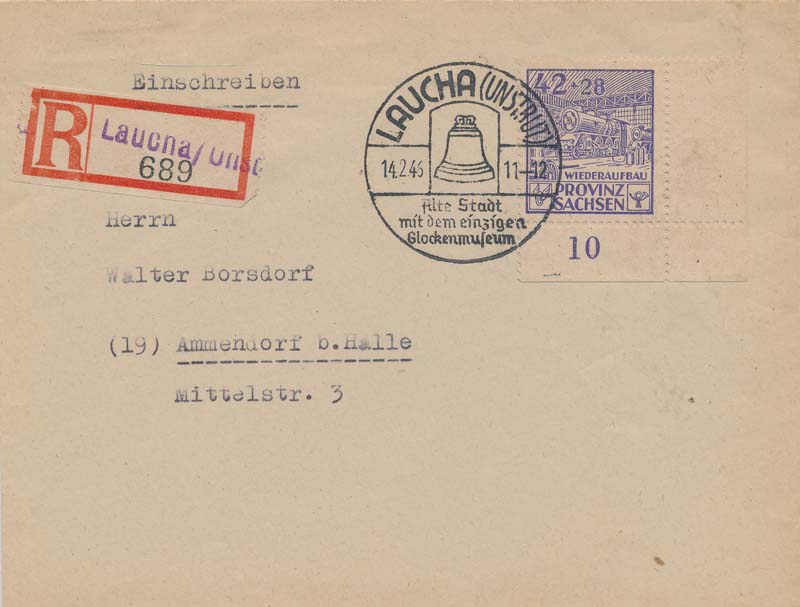 Einschreiben
R
Laucha/Unst
689
LAUCHA (UNSTRUT)
14.2.46
11-12
Alte Stadt
mit dem einzigen
Glockenmuseum
42+28
WIEDERAUFBAU
PROVINZ
SACHSEN
10
Herrn
Walter Borsdorf
(19) Ammendorf b.Halle
Mittelstr. 3